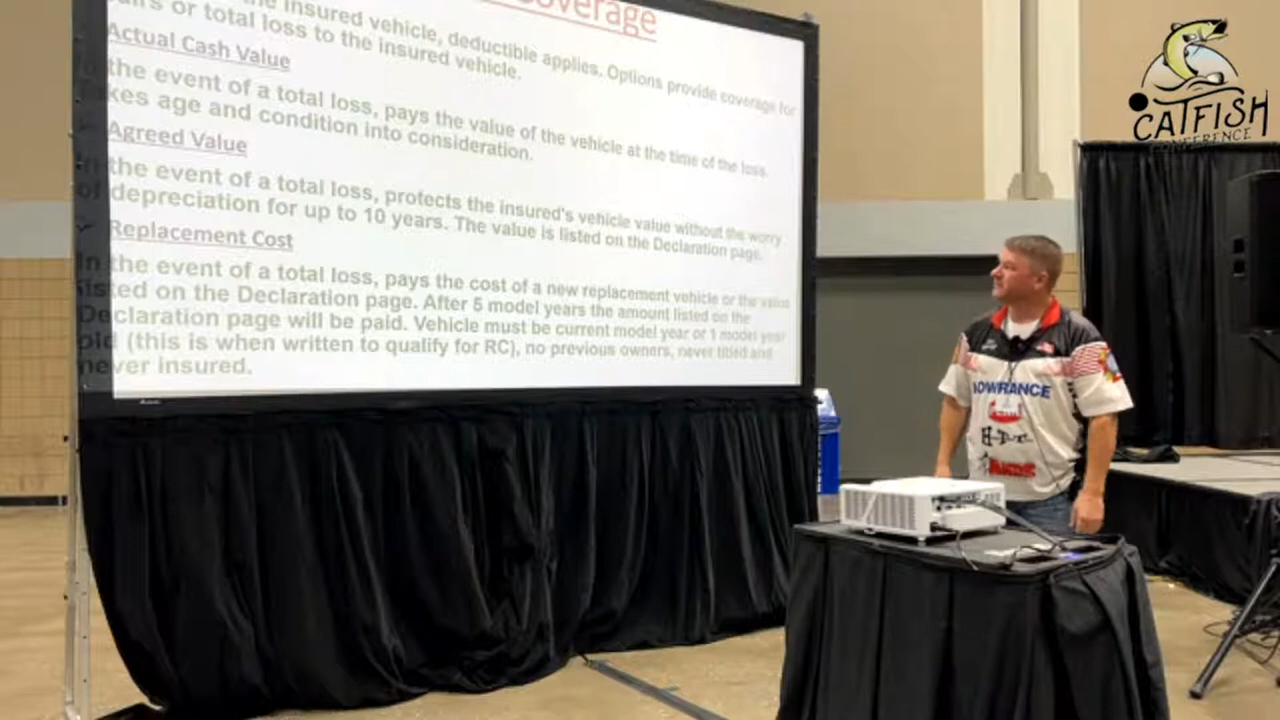 overage
the insured vehicle, deductible applies. Options provide coverage for
or total loss to the insured vehicle.
Actual Cash Value
the event of a total loss, pays the value of the vehicle at the time of the loss.
Takes age and condition into consideration.
Agreed Value
In the event of a total loss, protects the insured's vehicle value without the worry
of depreciation for up to 10 years. The value is listed on the Declaration page.
Replacement Cost
In the event of a total loss, pays the cost of a new replacement vehicle or the value
listed on the Declaration page. After 5 model years the amount listed on the
Declaration page will be paid. Vehicle must be current model year or 1 model year
old (this is when written to qualify for RC), no previous owners, never titled and
never insured.
CATFISH
CONFERENCE
LOWRANCE